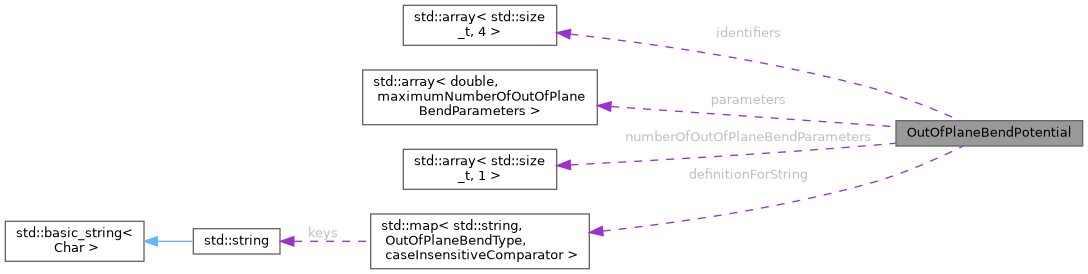 std::array< std::size
_t, 4 >
identifiers
std::array< double,
maximumNumberOfOutOfPlane
BendParameters >
parameters
OutOfPlaneBendPotential
numberOfOutOfPlaneBendParameters
std::array< std::size
_t, 1 >
definitionForString
std::map< std::string,
OutOfPlaneBendType,
caseInsensitiveComparator >
keys
std::string
std::basic_string<
Char >